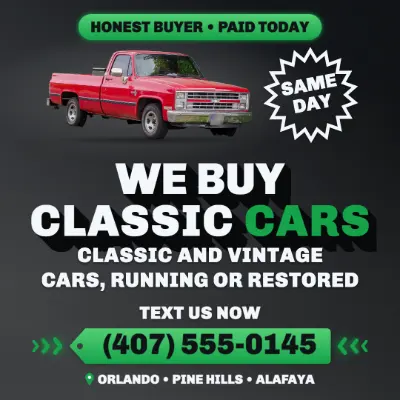 HONEST BUYER • PAID TODAY
SAME
DAY
WE BUY
CLASSIC CARS
CLASSIC AND VINTAGE
CARS, RUNNING OR RESTORED
TEXT US NOW
(407) 555-0145
ORLANDO • PINE HILLS • ALAFAYA